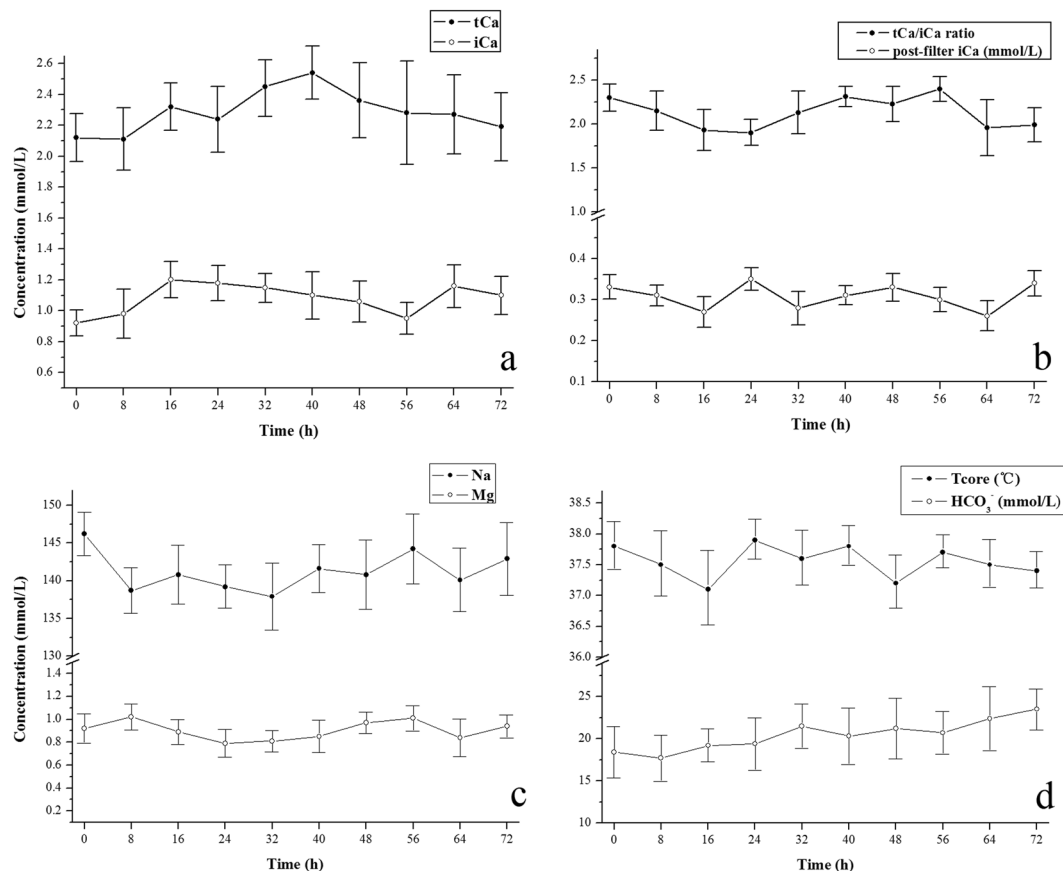 tCa
iCa
2.6
2.4
2.2
2.0
1.8
1.6
1.4
1.2
1.0
0.8
0.6
Concentration (mmol/L)
a
0 8 16 24 32 40 48 56 64 72
Time (h)
tCa/iCa ratio
post-filter iCa (mmol/L)
2.5
2.0
1.5
1.0
0.4
0.3
0.2
0.1
b
0 8 16 24 32 40 48 56 64 72
Time (h)
Na
Mg
150
145
140
135
130
1.4
1.2
1.0
0.8
0.6
0.4
0.2
Concentration (mmol/L)
c
0 8 16 24 32 40 48 56 64 72
Time (h)
Tcore (℃)
HCO₃⁻ (mmol/L)
38.5
38.0
37.5
37.0
36.5
36.0
25
20
15
10
d
0 8 16 24 32 40 48 56 64 72
Time (h)